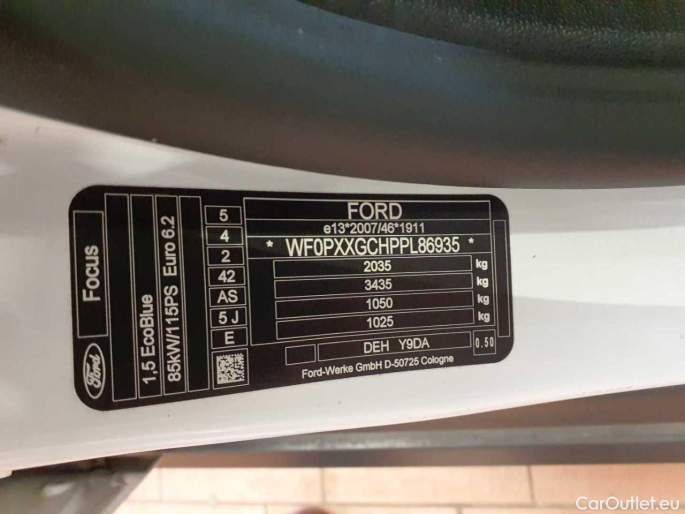 Ford
Focus
1,5 EcoBlue
85kW/115PS Euro 6.2
5
4
2
42
AS
5 J
E
FORD
e13*2007/46*1911
* WF0PXXGCHPPL86935 *
2035 kg
3435 kg
1050 kg
1025 kg
DEH Y9DA 0.50
Ford-Werke GmbH D-50725 Cologne
CarOutlet.eu